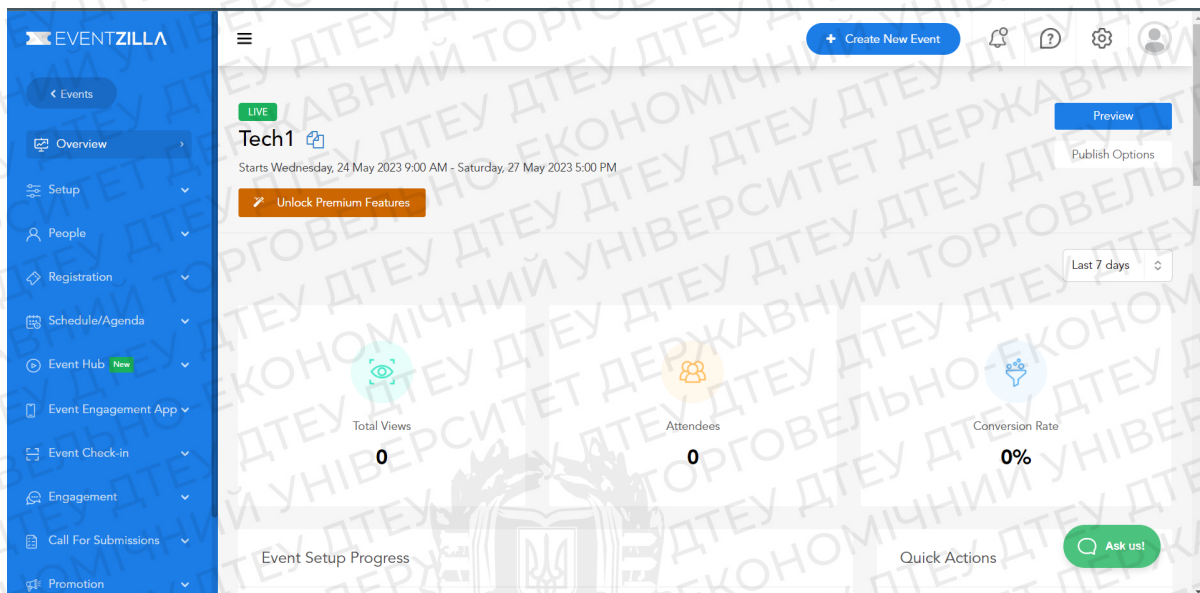 EVENTZILLA
+ Create New Event
Events
Overview
Setup
People
Registration
Schedule/Agenda
Event Hub New
Event Engagement App
Event Check-in
Engagement
Call For Submissions
Promotion
LIVE
Tech1
Starts Wednesday, 24 May 2023 9:00 AM - Saturday, 27 May 2023 5:00 PM
Unlock Premium Features
Preview
Publish Options
Last 7 days
Total Views
0
Attendees
0
Conversion Rate
0%
Event Setup Progress
Quick Actions
Ask us!
ДЕРЖАВНИЙ ТОРГОВЕЛЬНО-ЕКОНОМІЧНИЙ УНІВЕРСИТЕТ ДТЕУ